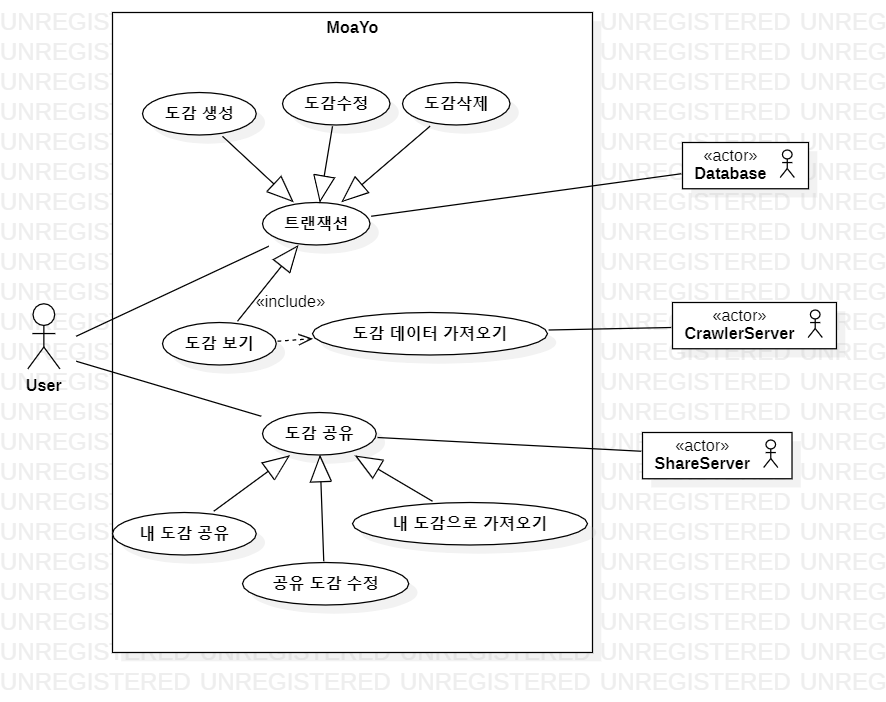 MoaYo
도감 생성
도감수정
도감삭제
«actor»
Database
트랜잭션
«include»
«actor»
CrawlerServer
도감 보기
도감 데이터 가져오기
User
도감 공유
«actor»
ShareServer
내 도감 공유
내 도감으로 가져오기
공유 도감 수정
UNREGISTERED UNREGISTERED UNREGISTERED UNREGISTERED UNREG